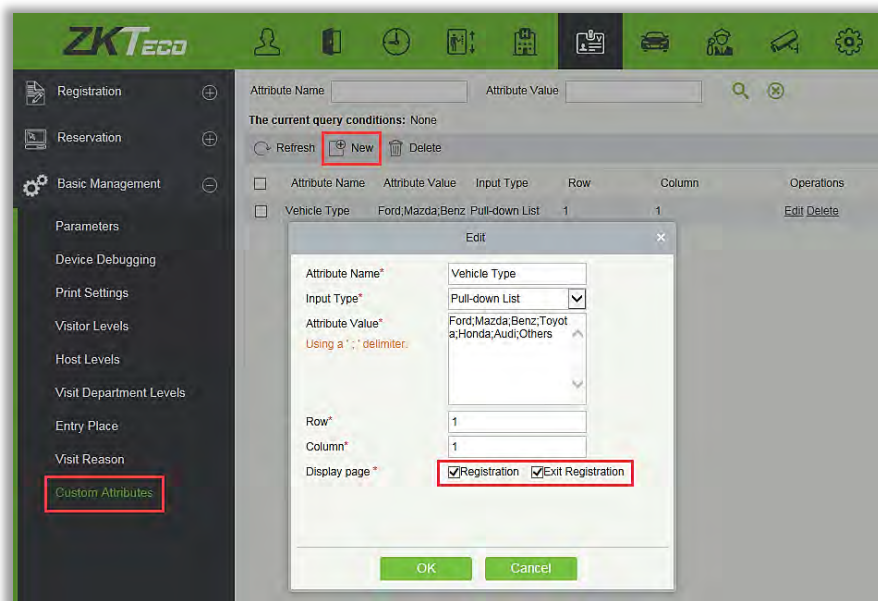 ZKTeco
Registration
Reservation
Basic Management
Parameters
Device Debugging
Print Settings
Visitor Levels
Host Levels
Visit Department Levels
Entry Place
Visit Reason
Custom Attributes
Attribute Name Attribute Value
The current query conditions: None
Refresh New Delete
Attribute Name Attribute Value Input Type Row Column Operations
Vehicle Type Ford;Mazda;Benz Pull-down List 1 1 Edit Delete
Edit
Attribute Name* Vehicle Type
Input Type* Pull-down List
Attribute Value* Ford;Mazda;Benz;Toyot
Using a ' ; ' delimiter. a;Honda;Audi;Others
Row* 1
Column* 1
Display page * Registration Exit Registration
OK Cancel